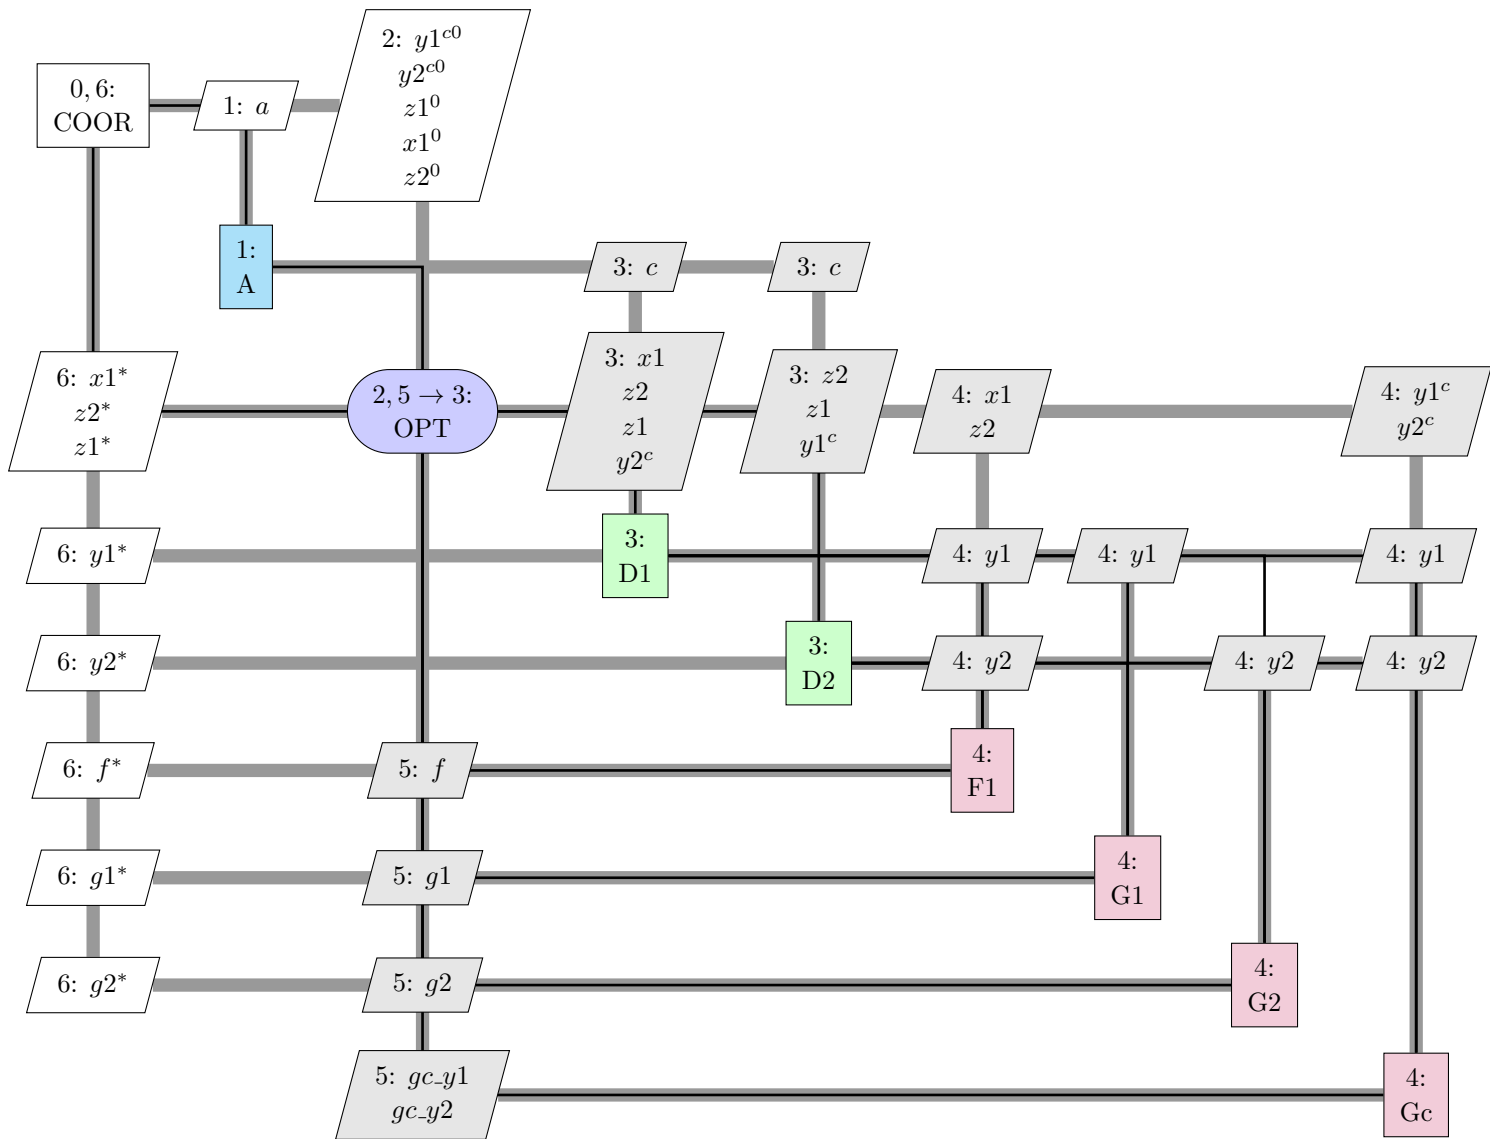 2: y1^{c0}
y2^{c0}
z1^0
x1^0
z2^0
0, 6:
COOR
1: a
1:
A
3: c
3: c
6: x1*
z2*
z1*
2, 5 → 3:
OPT
3: x1
z2
z1
y2^c
3: z2
z1
y1^c
4: x1
z2
4: y1^c
y2^c
6: y1*
3:
D1
4: y1
4: y1
4: y1
6: y2*
3:
D2
4: y2
4: y2
4: y2
6: f*
5: f
4:
F1
6: g1*
5: g1
4:
G1
6: g2*
5: g2
4:
G2
5: gc_y1
gc_y2
4:
Gc